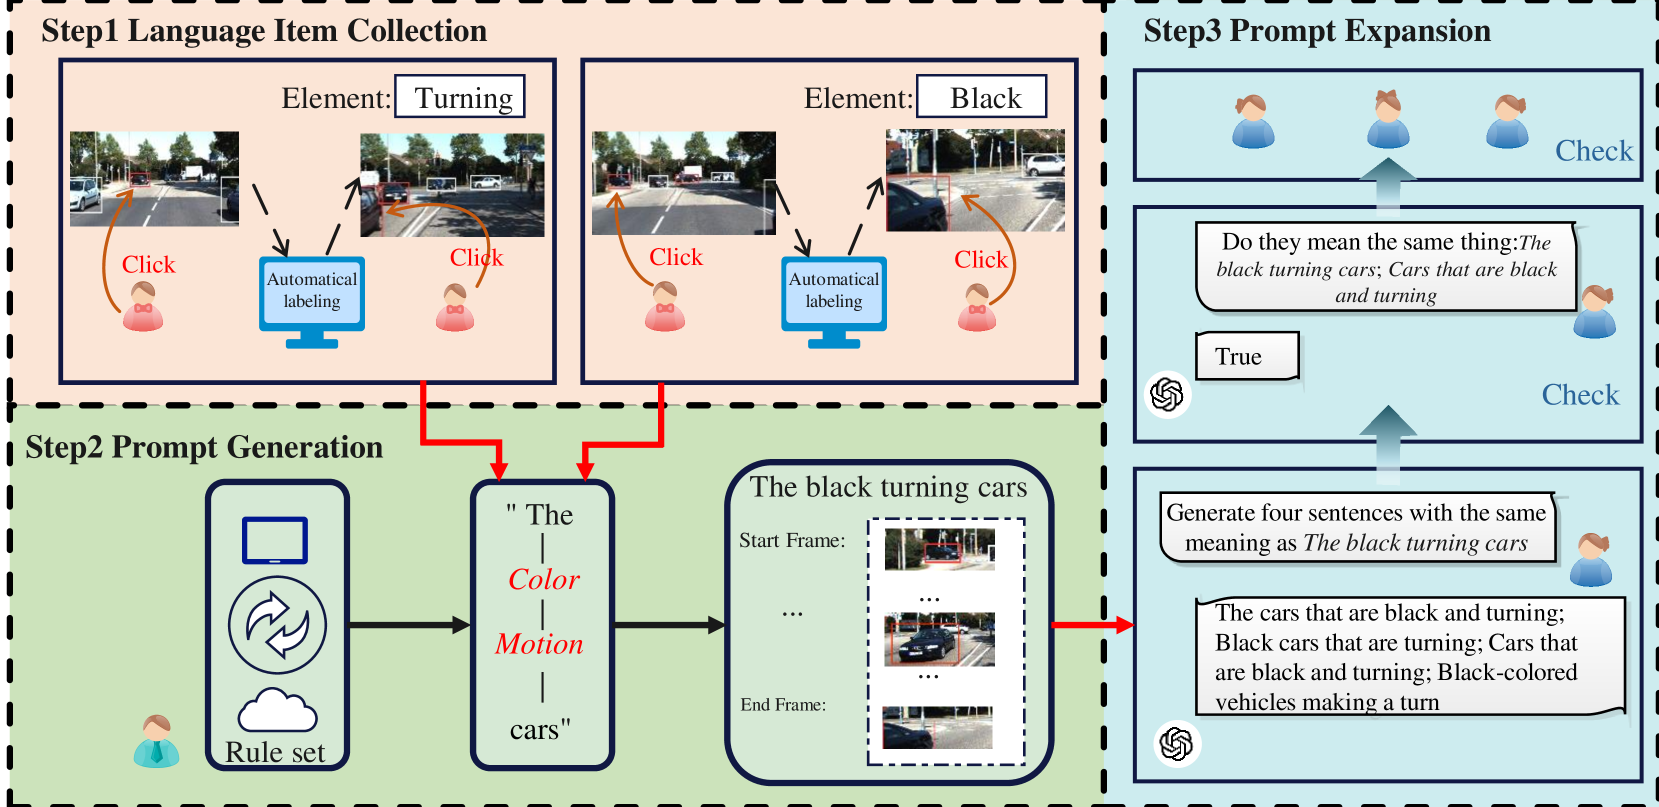 Step1 Language Item Collection
Element: Turning
Click
Automatical
labeling
Click
Element: Black
Click
Automatical
labeling
Click
Step2 Prompt Generation
Rule set
" The
Color
Motion
cars"
The black turning cars
Start Frame:
...
...
...
End Frame:
Step3 Prompt Expansion
Check
Do they mean the same thing:The
black turning cars; Cars that are black
and turning
True
Check
Generate four sentences with the same
meaning as The black turning cars
The cars that are black and turning;
Black cars that are turning; Cars that
are black and turning; Black-colored
vehicles making a turn